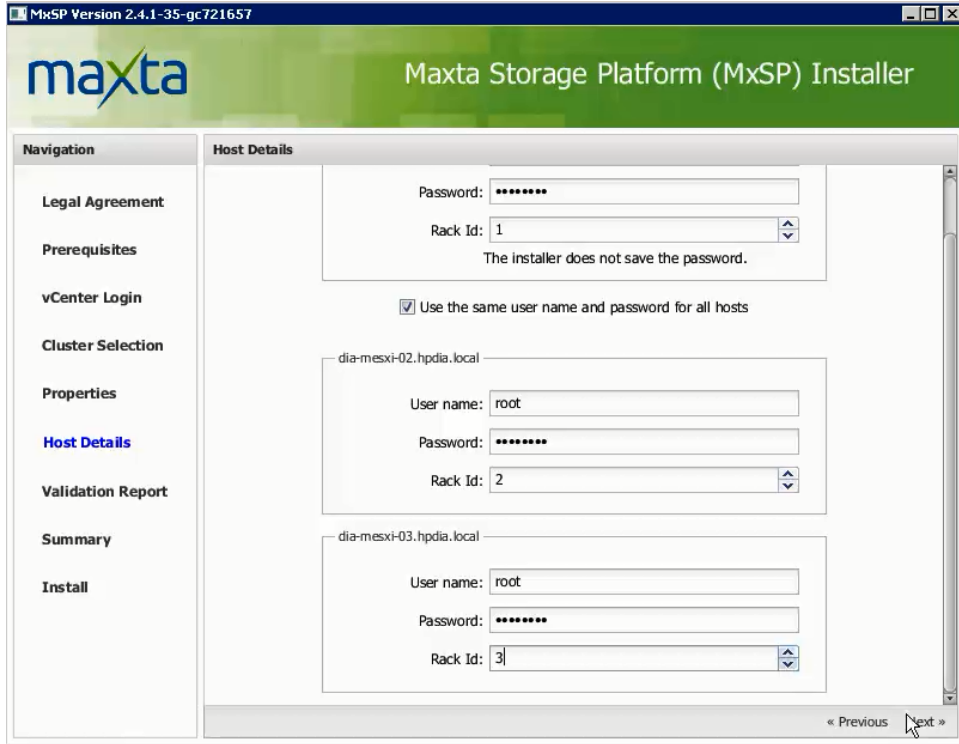 MxSP Version 2.4.1-35-gc721657
maxta
Maxta Storage Platform (MxSP) Installer
Navigation
Legal Agreement
Prerequisites
vCenter Login
Cluster Selection
Properties
Host Details
Validation Report
Summary
Install
Host Details
Password: ••••••••
Rack Id: 1
The installer does not save the password.
Use the same user name and password for all hosts
dia-mesxi-02.hpdia.local
User name: root
Password: ••••••••
Rack Id: 2
dia-mesxi-03.hpdia.local
User name: root
Password: ••••••••
Rack Id: 3
« Previous Next »